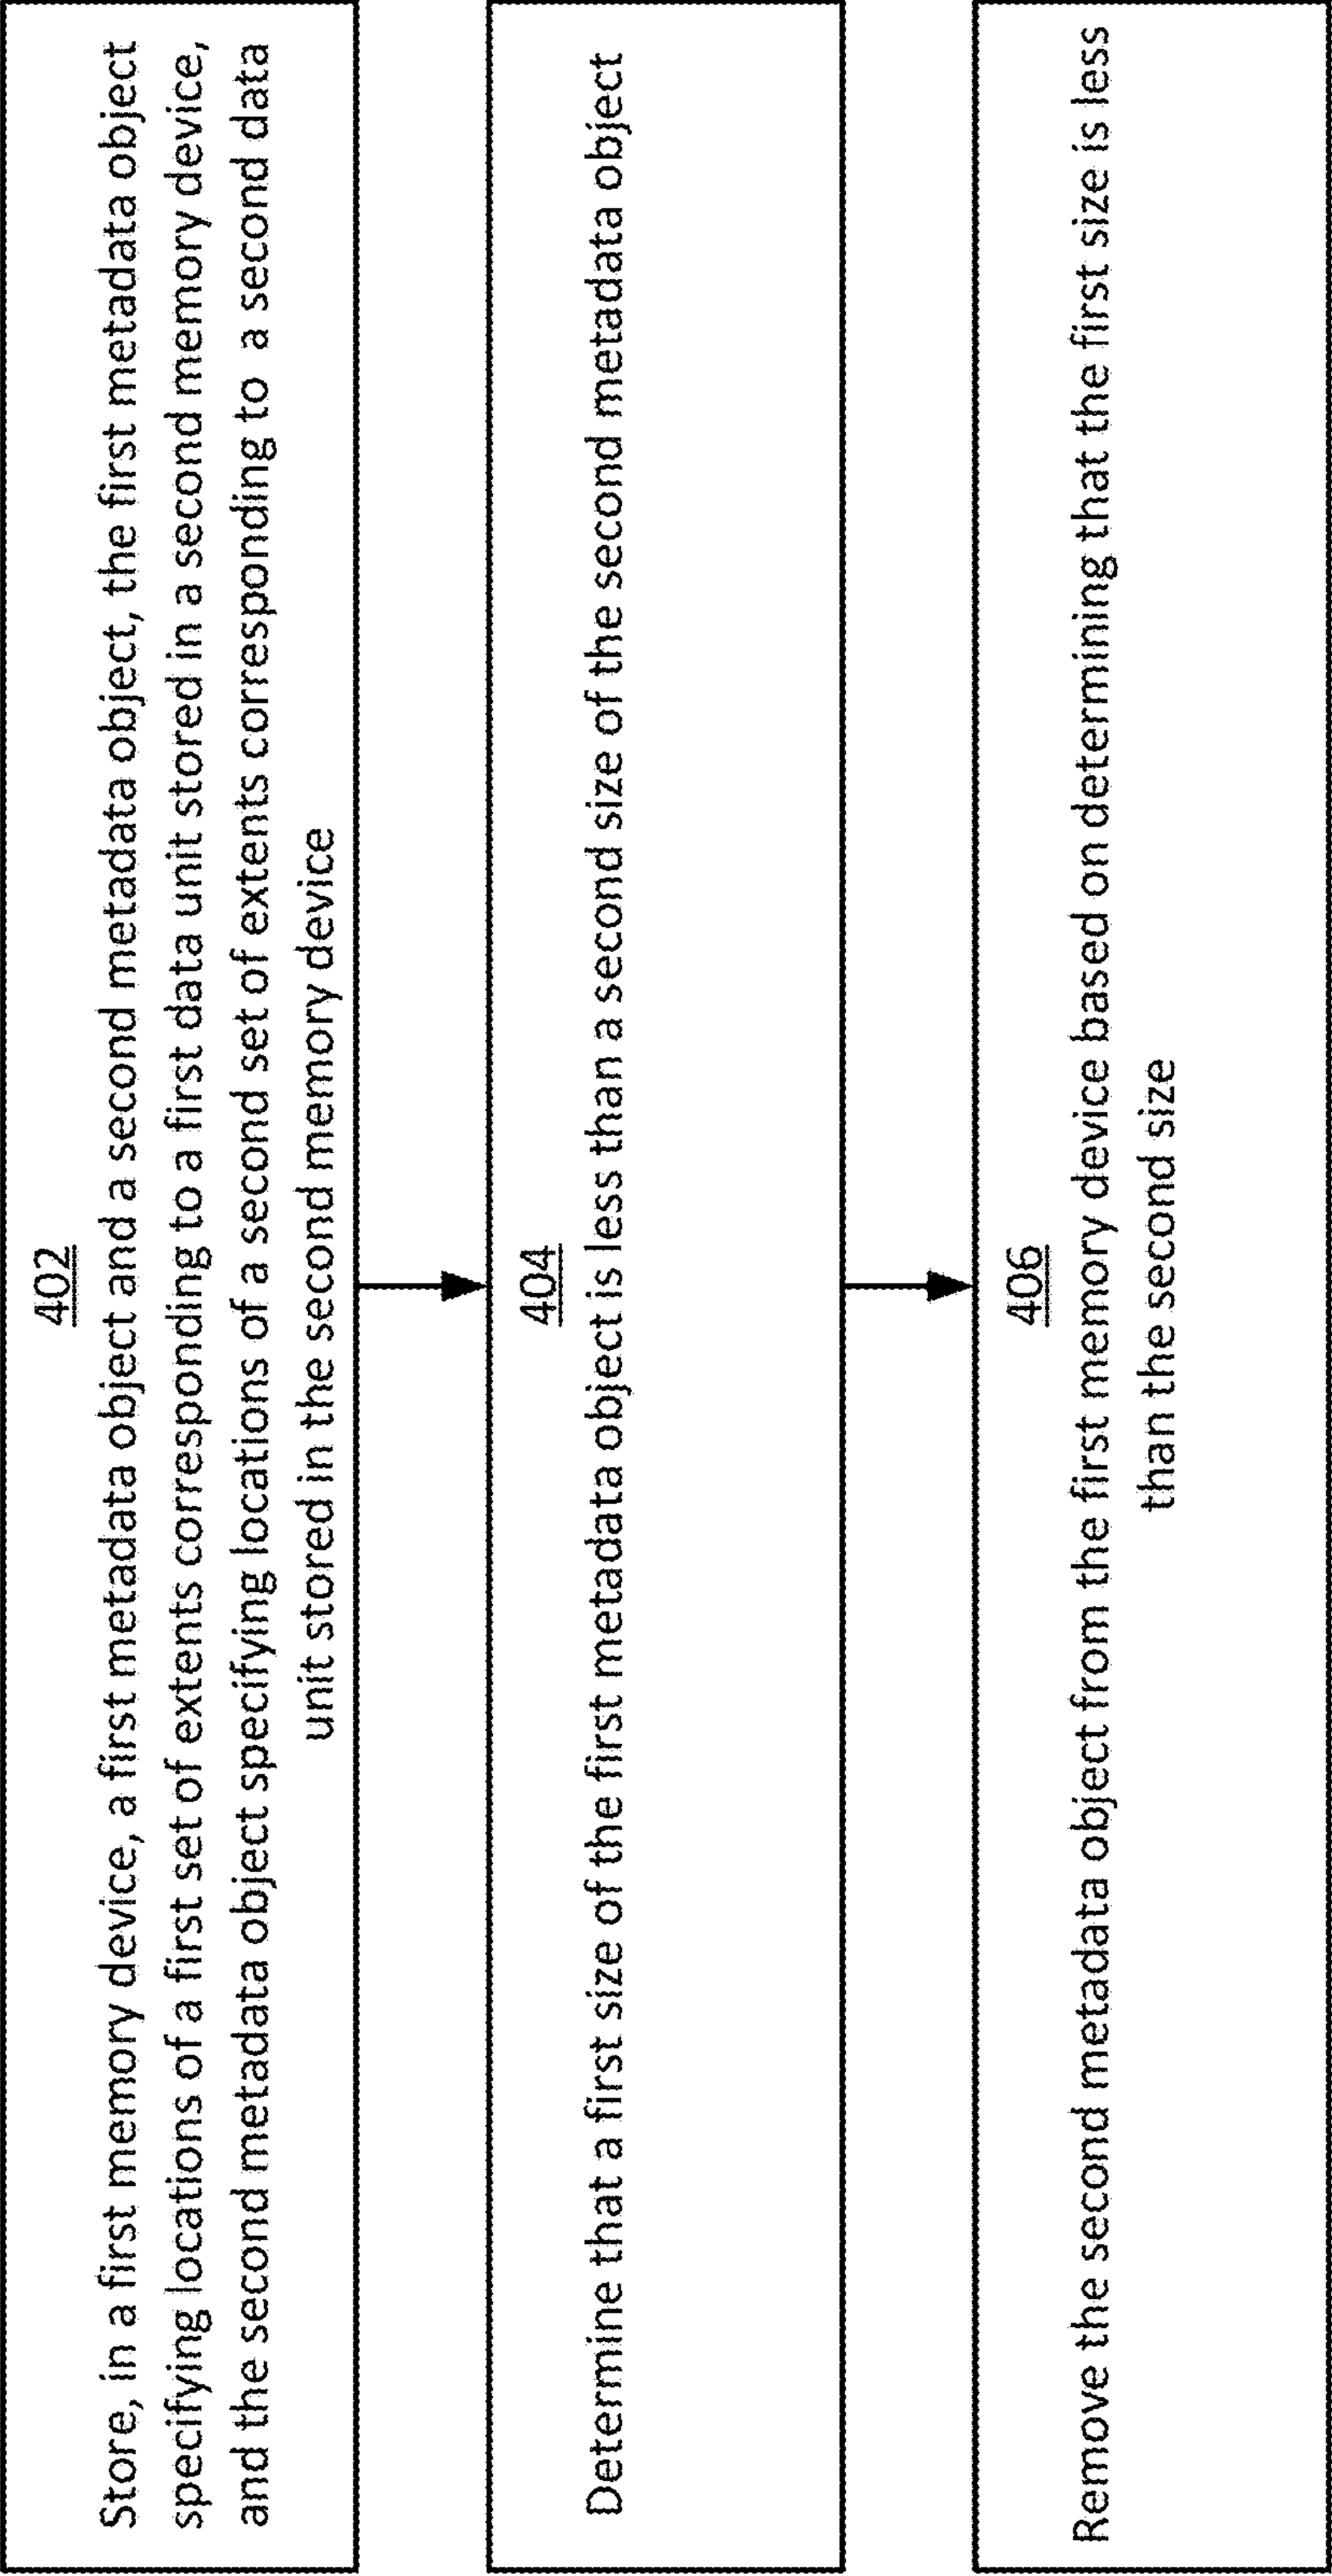 402
Store, in a first memory device, a first metadata object and a second metadata object, the first metadata object
specifying locations of a first set of extents corresponding to a first data unit stored in a second memory device,
and the second metadata object specifying locations of a second set of extents corresponding to a second data
unit stored in the second memory device
404
Determine that a first size of the first metadata object is less than a second size of the second metadata object
406
Remove the second metadata object from the first memory device based on determining that the first size is less
than the second size